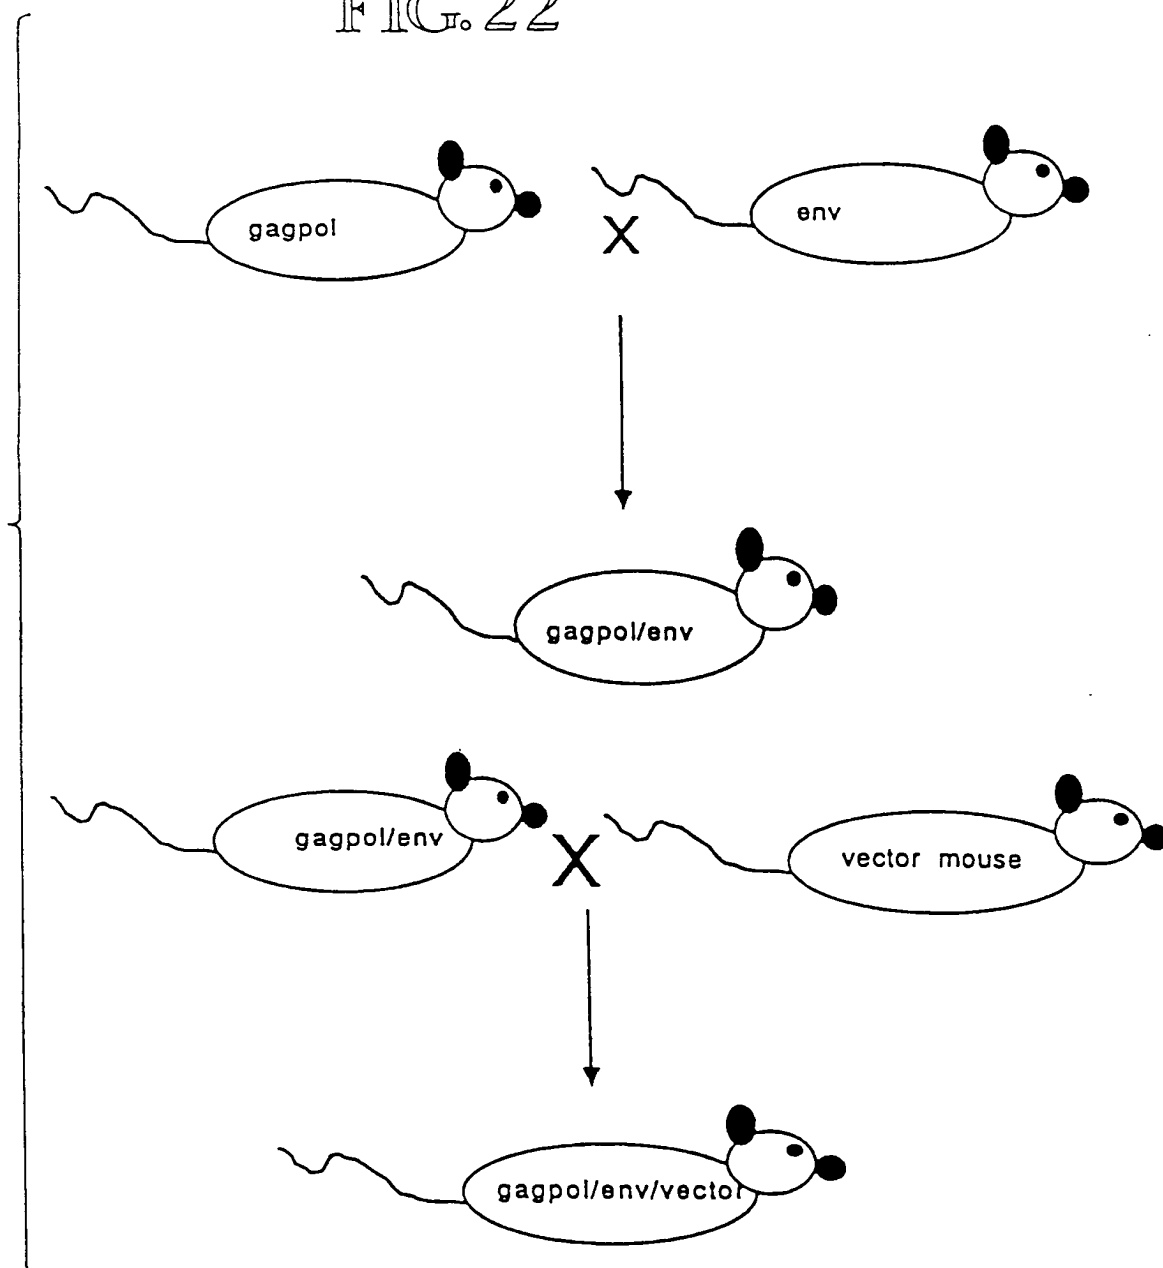 FIG. 22
gagpol
X
env
gagpol/env
gagpol/env
X
vector mouse
gagpol/env/vector